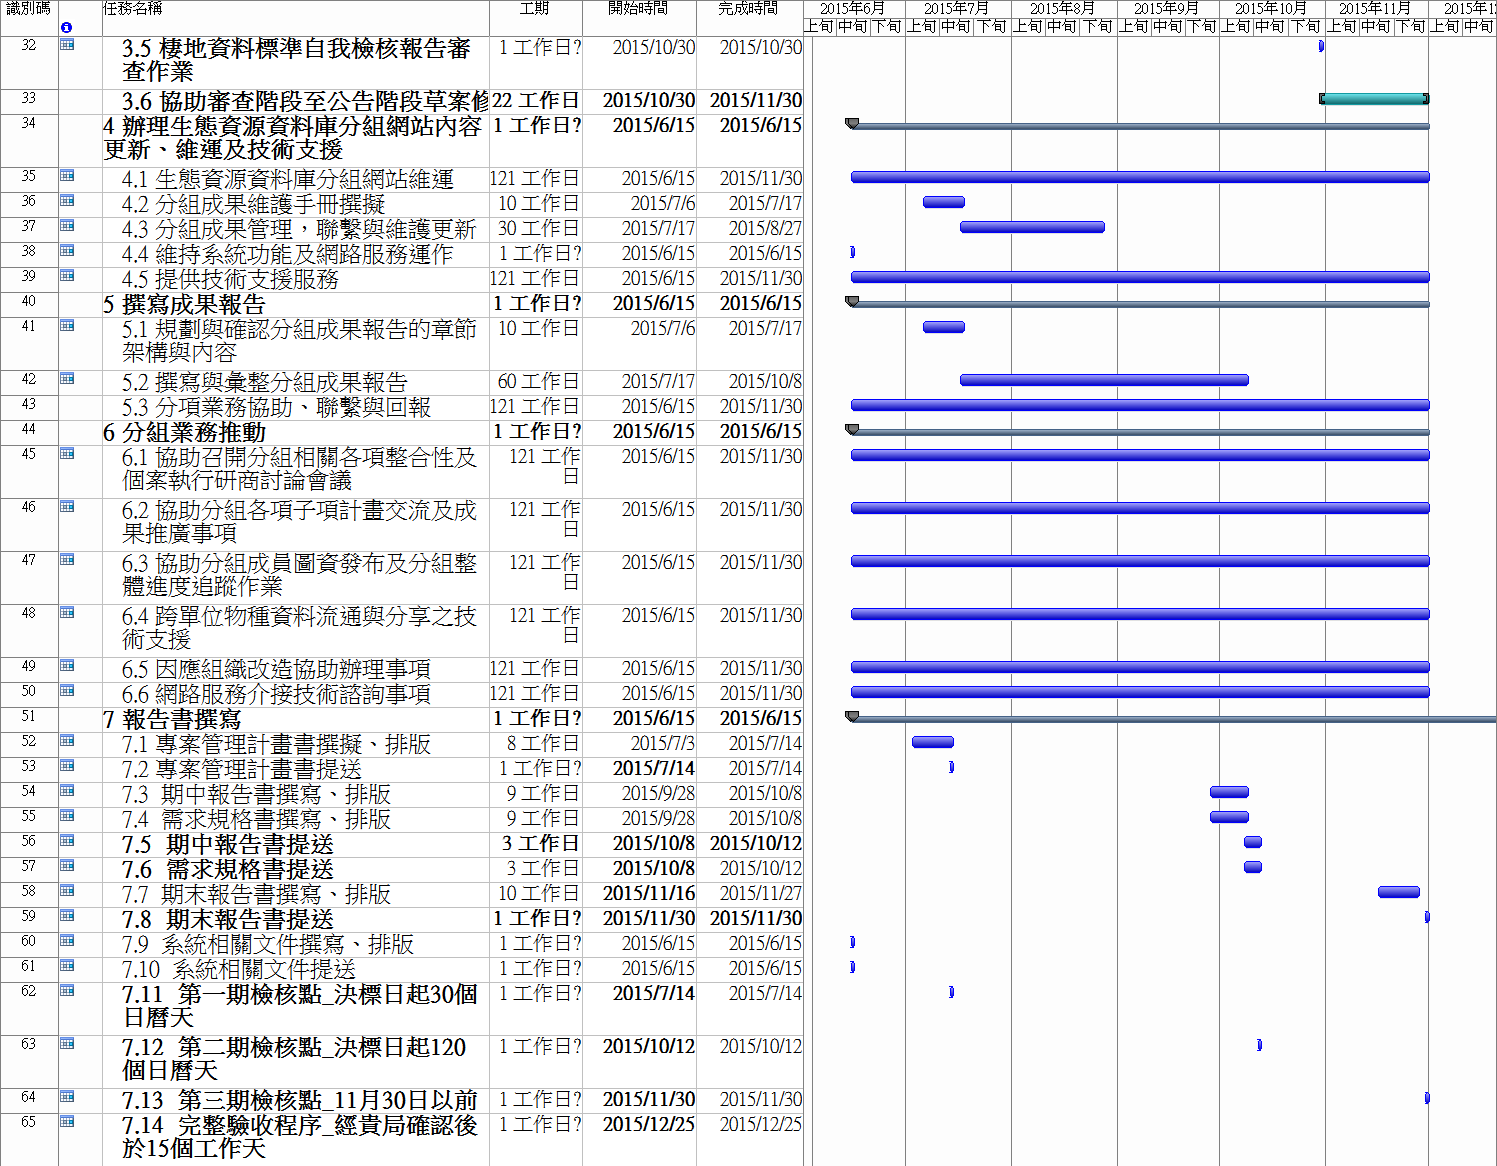 識別碼 任務名稱 工期 開始時間 完成時間 2015年6月 2015年7月 2015年8月 2015年9月 2015年10月 2015年11月 2015年1
上旬 中旬 下旬 上旬 中旬 下旬 上旬 中旬 下旬 上旬 中旬 下旬 上旬 中旬 下旬 上旬 中旬 下旬 上旬 中旬
32 3.5 棲地資料標準自我檢核報告審 1 工作日? 2015/10/30 2015/10/30
查作業
33 3.6 協助審查階段至公告階段草案修 22 工作日 2015/10/30 2015/11/30
34 4 辦理生態資源資料庫分組網站內容 1 工作日? 2015/6/15 2015/6/15
更新、維運及技術支援
35 4.1 生態資源資料庫分組網站維運 121 工作日 2015/6/15 2015/11/30
36 4.2 分組成果維護手冊撰擬 10 工作日 2015/7/6 2015/7/17
37 4.3 分組成果管理，聯繫與維護更新 30 工作日 2015/7/17 2015/8/27
38 4.4 維持系統功能及網路服務運作 1 工作日? 2015/6/15 2015/6/15
39 4.5 提供技術支援服務 121 工作日 2015/6/15 2015/11/30
40 5 撰寫成果報告 1 工作日? 2015/6/15 2015/6/15
41 5.1 規劃與確認分組成果報告的章節 10 工作日 2015/7/6 2015/7/17
架構與內容
42 5.2 撰寫與彙整分組成果報告 60 工作日 2015/7/17 2015/10/8
43 5.3 分項業務協助、聯繫與回報 121 工作日 2015/6/15 2015/11/30
44 6 分組業務推動 1 工作日? 2015/6/15 2015/6/15
45 6.1 協助召開分組相關各項整合性及 121 工作 2015/6/15 2015/11/30
個案執行研商討論會議 日
46 6.2 協助分組各項子項計畫交流及成 121 工作 2015/6/15 2015/11/30
果推廣事項 日
47 6.3 協助分組成員圖資發布及分組整 121 工作 2015/6/15 2015/11/30
體進度追蹤作業 日
48 6.4 跨單位物種資料流通與分享之技 121 工作 2015/6/15 2015/11/30
術支援 日
49 6.5 因應組織改造協助辦理事項 121 工作日 2015/6/15 2015/11/30
50 6.6 網路服務介接技術諮詢事項 121 工作日 2015/6/15 2015/11/30
51 7 報告書撰寫 1 工作日? 2015/6/15 2015/6/15
52 7.1 專案管理計畫書撰擬、排版 8 工作日 2015/7/3 2015/7/14
53 7.2 專案管理計畫書提送 1 工作日? 2015/7/14 2015/7/14
54 7.3 期中報告書撰寫、排版 9 工作日 2015/9/28 2015/10/8
55 7.4 需求規格書撰寫、排版 9 工作日 2015/9/28 2015/10/8
56 7.5 期中報告書提送 3 工作日 2015/10/8 2015/10/12
57 7.6 需求規格書提送 3 工作日 2015/10/8 2015/10/12
58 7.7 期末報告書撰寫、排版 10 工作日 2015/11/16 2015/11/27
59 7.8 期末報告書提送 1 工作日? 2015/11/30 2015/11/30
60 7.9 系統相關文件撰寫、排版 1 工作日? 2015/6/15 2015/6/15
61 7.10 系統相關文件提送 1 工作日? 2015/6/15 2015/6/15
62 7.11 第一期檢核點_決標日起30個 1 工作日? 2015/7/14 2015/7/14
日曆天
63 7.12 第二期檢核點_決標日起120 1 工作日? 2015/10/12 2015/10/12
個日曆天
64 7.13 第三期檢核點_11月30日以前 1 工作日? 2015/11/30 2015/11/30
65 7.14 完整驗收程序_經貴局確認後 1 工作日? 2015/12/25 2015/12/25
於15個工作天